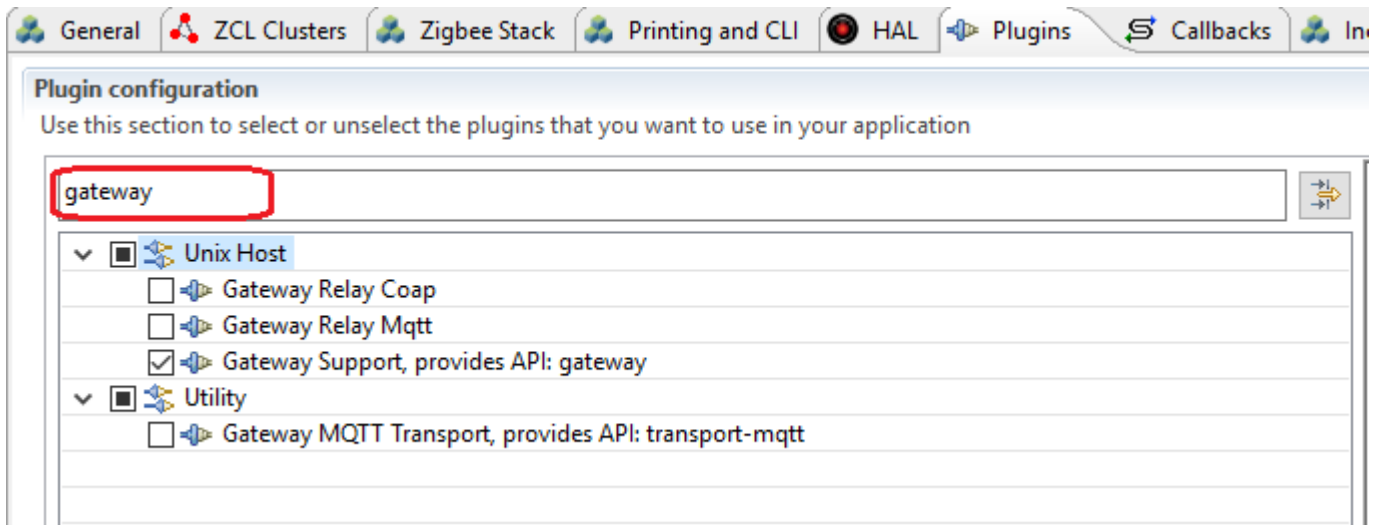 General ZCL Clusters Zigbee Stack Printing and CLI HAL Plugins Callbacks
Plugin configuration
Use this section to select or unselect the plugins that you want to use in your application
gateway
Unix Host
Gateway Relay Coap
Gateway Relay Mqtt
Gateway Support, provides API: gateway
Utility
Gateway MQTT Transport, provides API: transport-mqtt